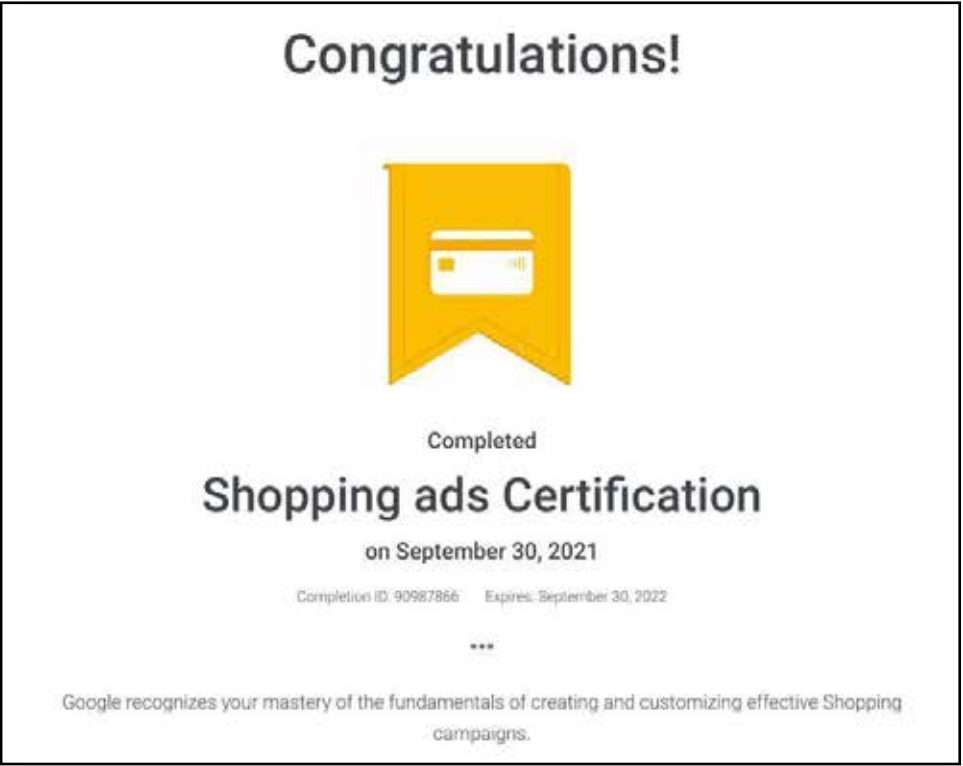 Congratulations!
Completed
Shopping ads Certification
on September 30, 2021
Completion ID: 90987866 Expires: September 30, 2022
...
Google recognizes your mastery of the fundamentals of creating and customizing effective Shopping
campaigns.